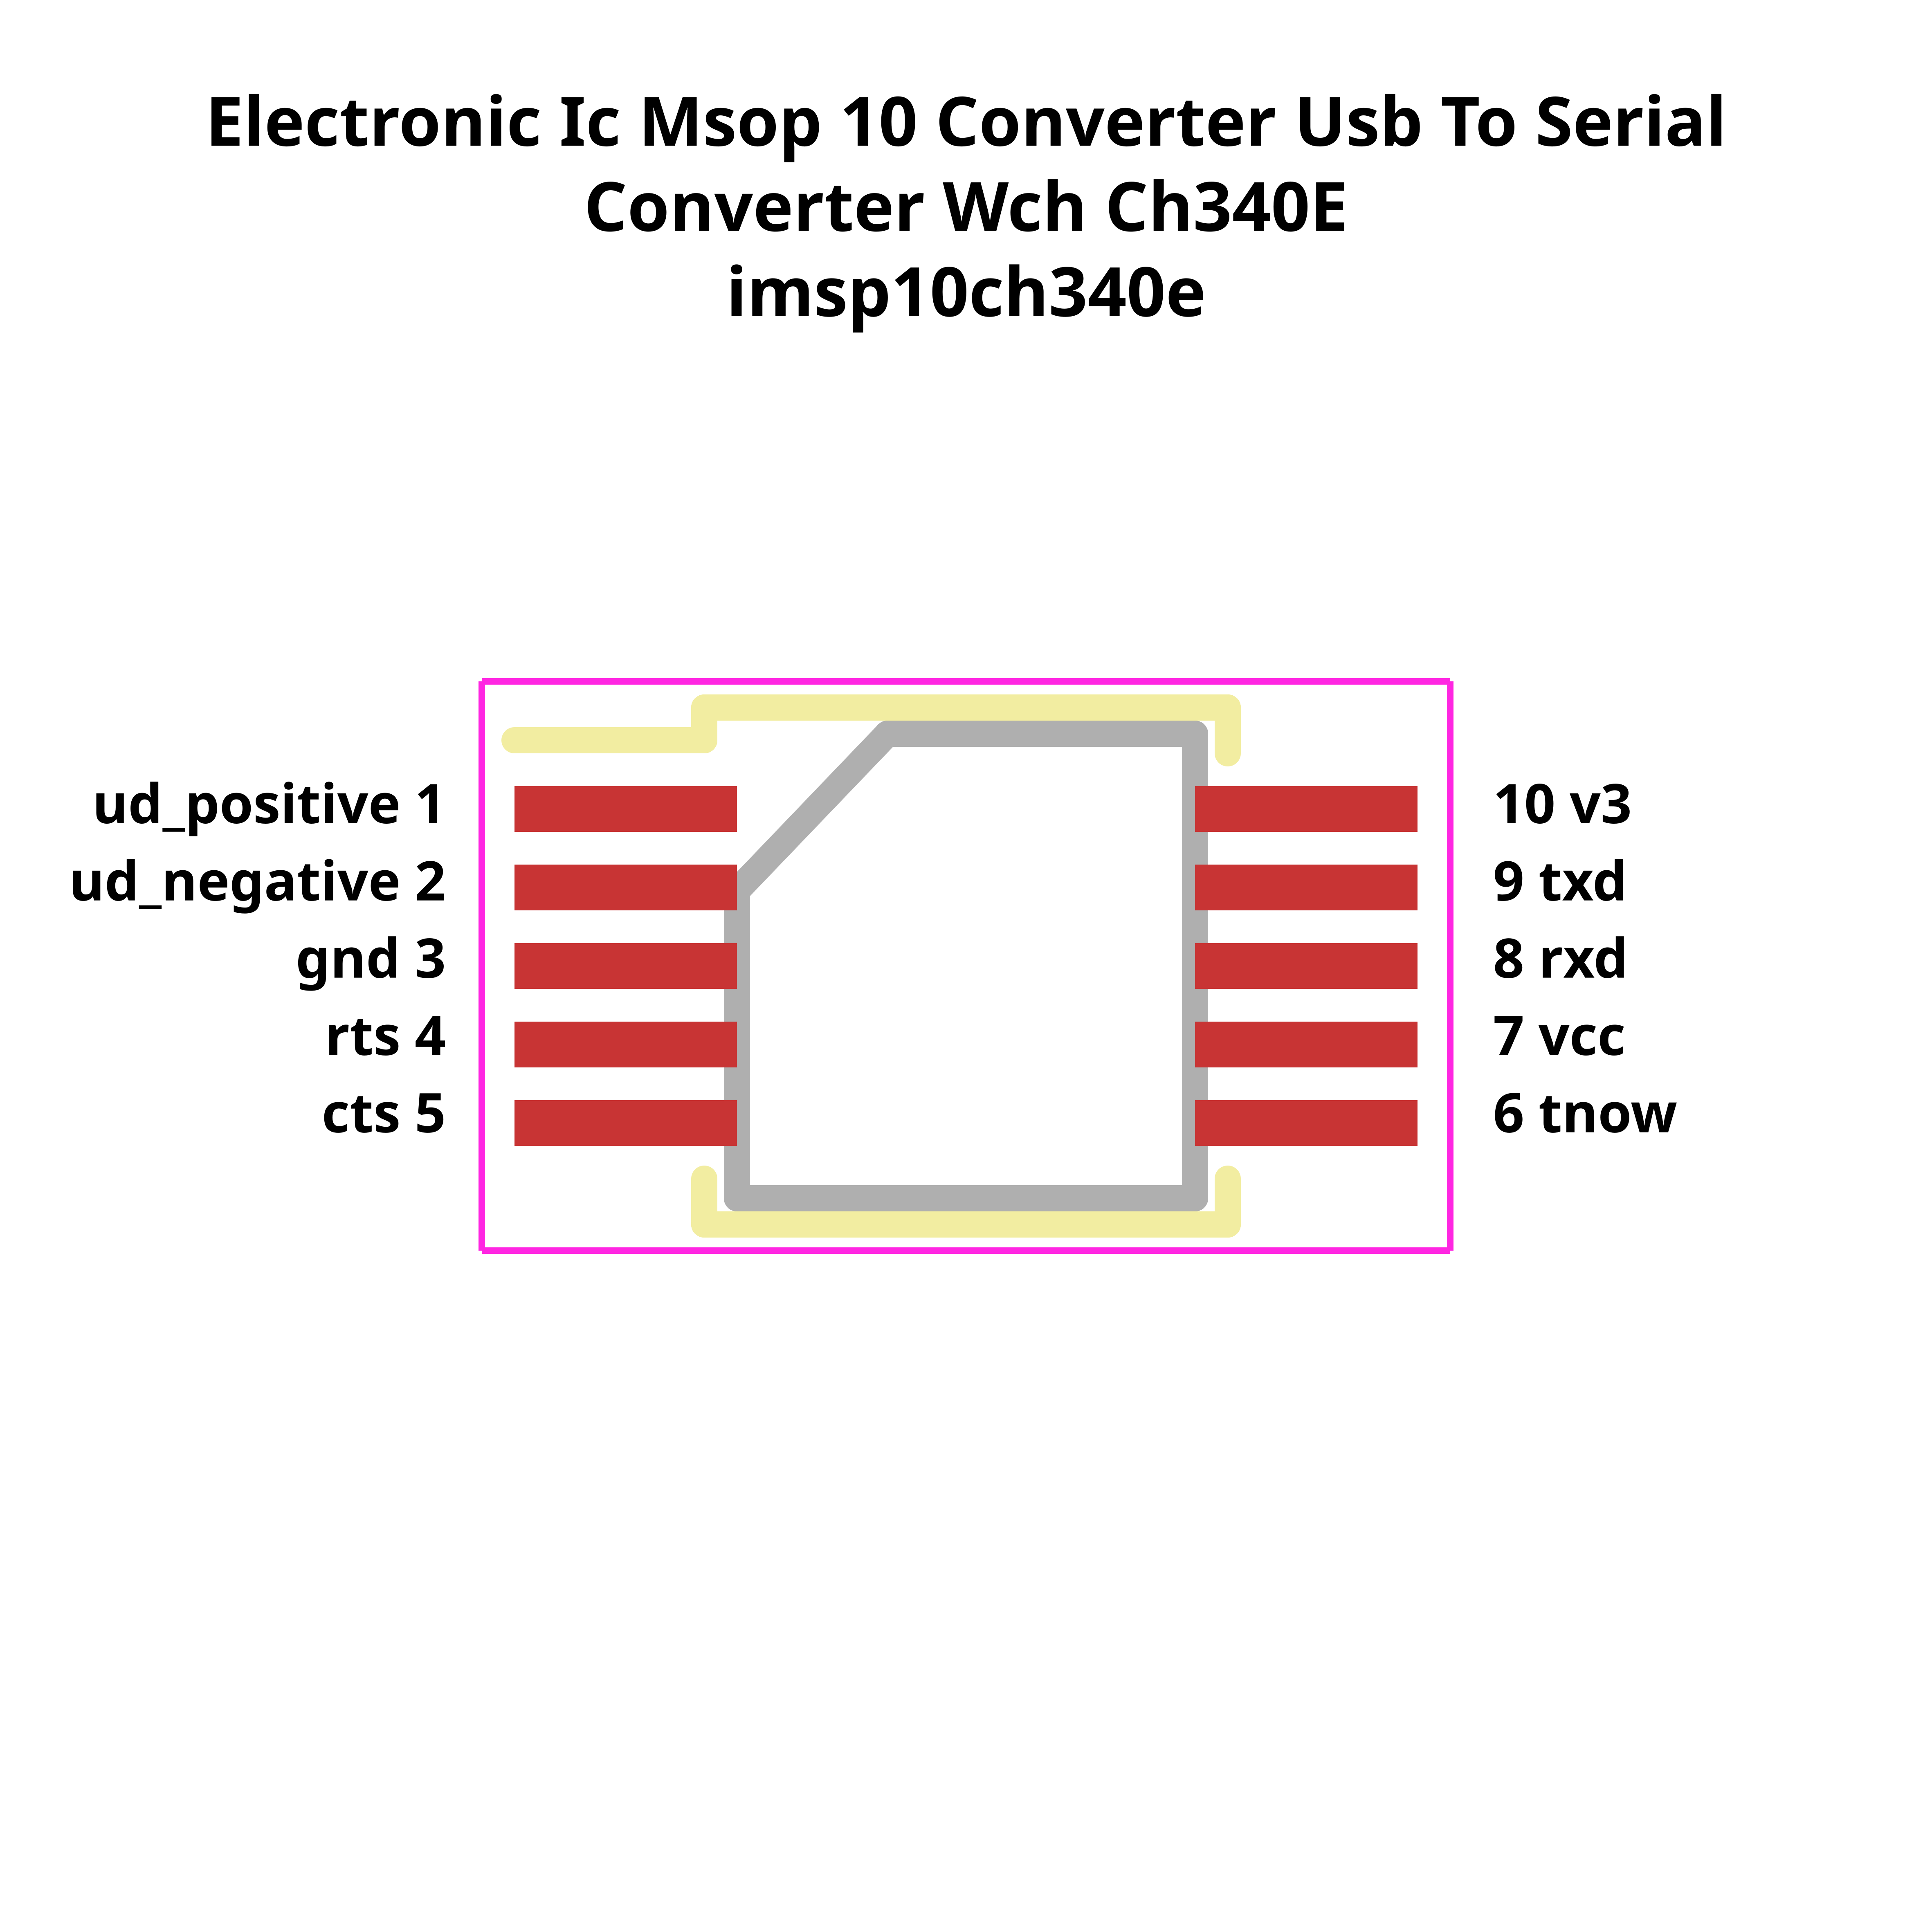 Electronic Ic Msop 10 Converter Usb To Serial
Converter Wch Ch340E
imsp10ch340e
ud_positive 1
ud_negative 2
gnd 3
rts 4
cts 5
10 v3
9 txd
8 rxd
7 vcc
6 tnow